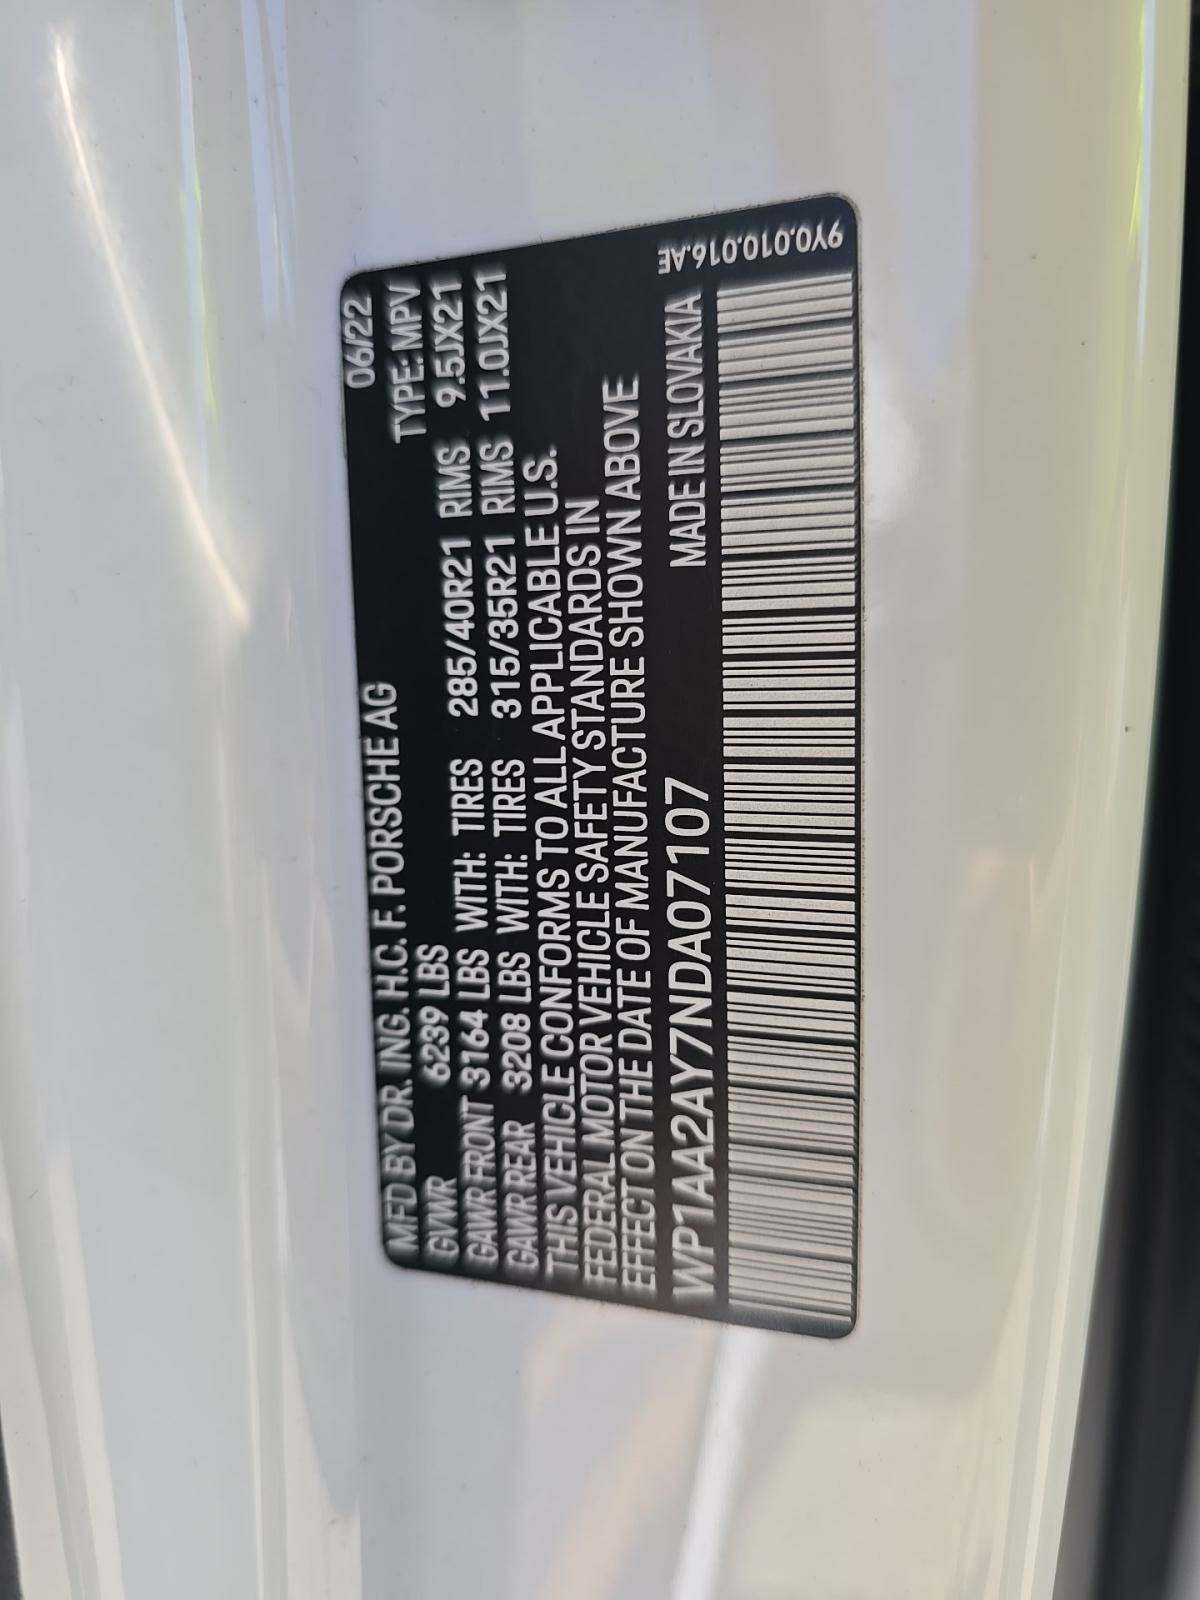 MFD BY DR. ING. H.C. F. PORSCHE AG 06/22
GVWR 6239 LBS TYPE: MPV
GAWR FRONT 3164 LBS WITH: TIRES 285/40R21 RIMS 9.5JX21
GAWR REAR 3208 LBS WITH: TIRES 315/35R21 RIMS 11.0JX21
THIS VEHICLE CONFORMS TO ALL APPLICABLE U.S.
FEDERAL MOTOR VEHICLE SAFETY STANDARDS IN
EFFECT ON THE DATE OF MANUFACTURE SHOWN ABOVE
WP1AA2AY7NDA07107 MADE IN SLOVAKIA
9Y0.010.016.AE